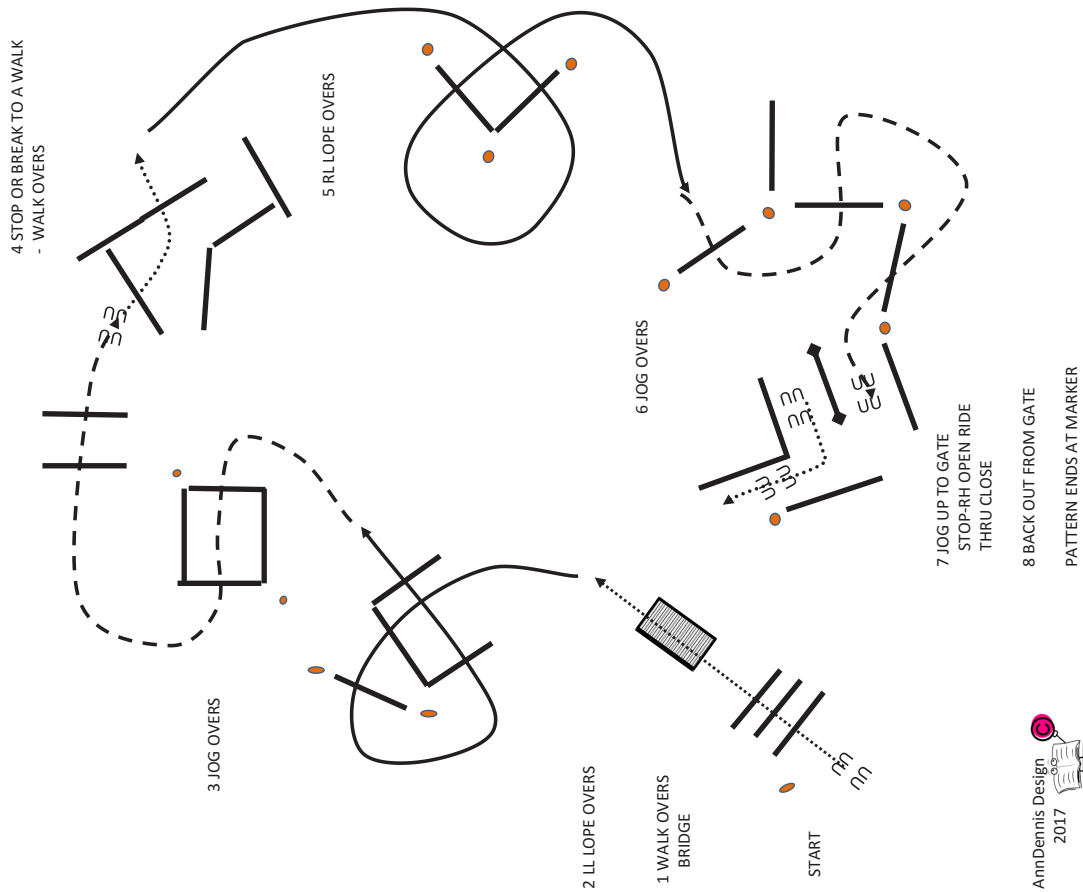 START
1 WALK OVERS
BRIDGE
2 LL LOPE OVERS
3 JOG OVERS
4 STOP OR BREAK TO A WALK
- WALK OVERS
5 RL LOPE OVERS
6 JOG OVERS
7 JOG UP TO GATE
STOP-RH OPEN RIDE
THRU CLOSE
8 BACK OUT FROM GATE
PATTERN ENDS AT MARKER
AnnDennis Design
2017
©